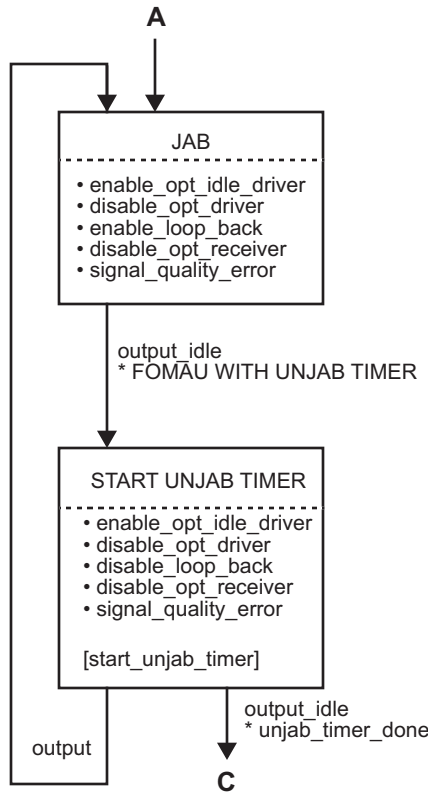 A
JAB
• enable_opt_idle_driver
• disable_opt_driver
• enable_loop_back
• disable_opt_receiver
• signal_quality_error
output_idle
* FOMAU WITH UNJAB TIMER
START UNJAB TIMER
• enable_opt_idle_driver
• disable_opt_driver
• disable_loop_back
• disable_opt_receiver
• signal_quality_error
[start_unjab_timer]
output_idle
* unjab_timer_done
output
C